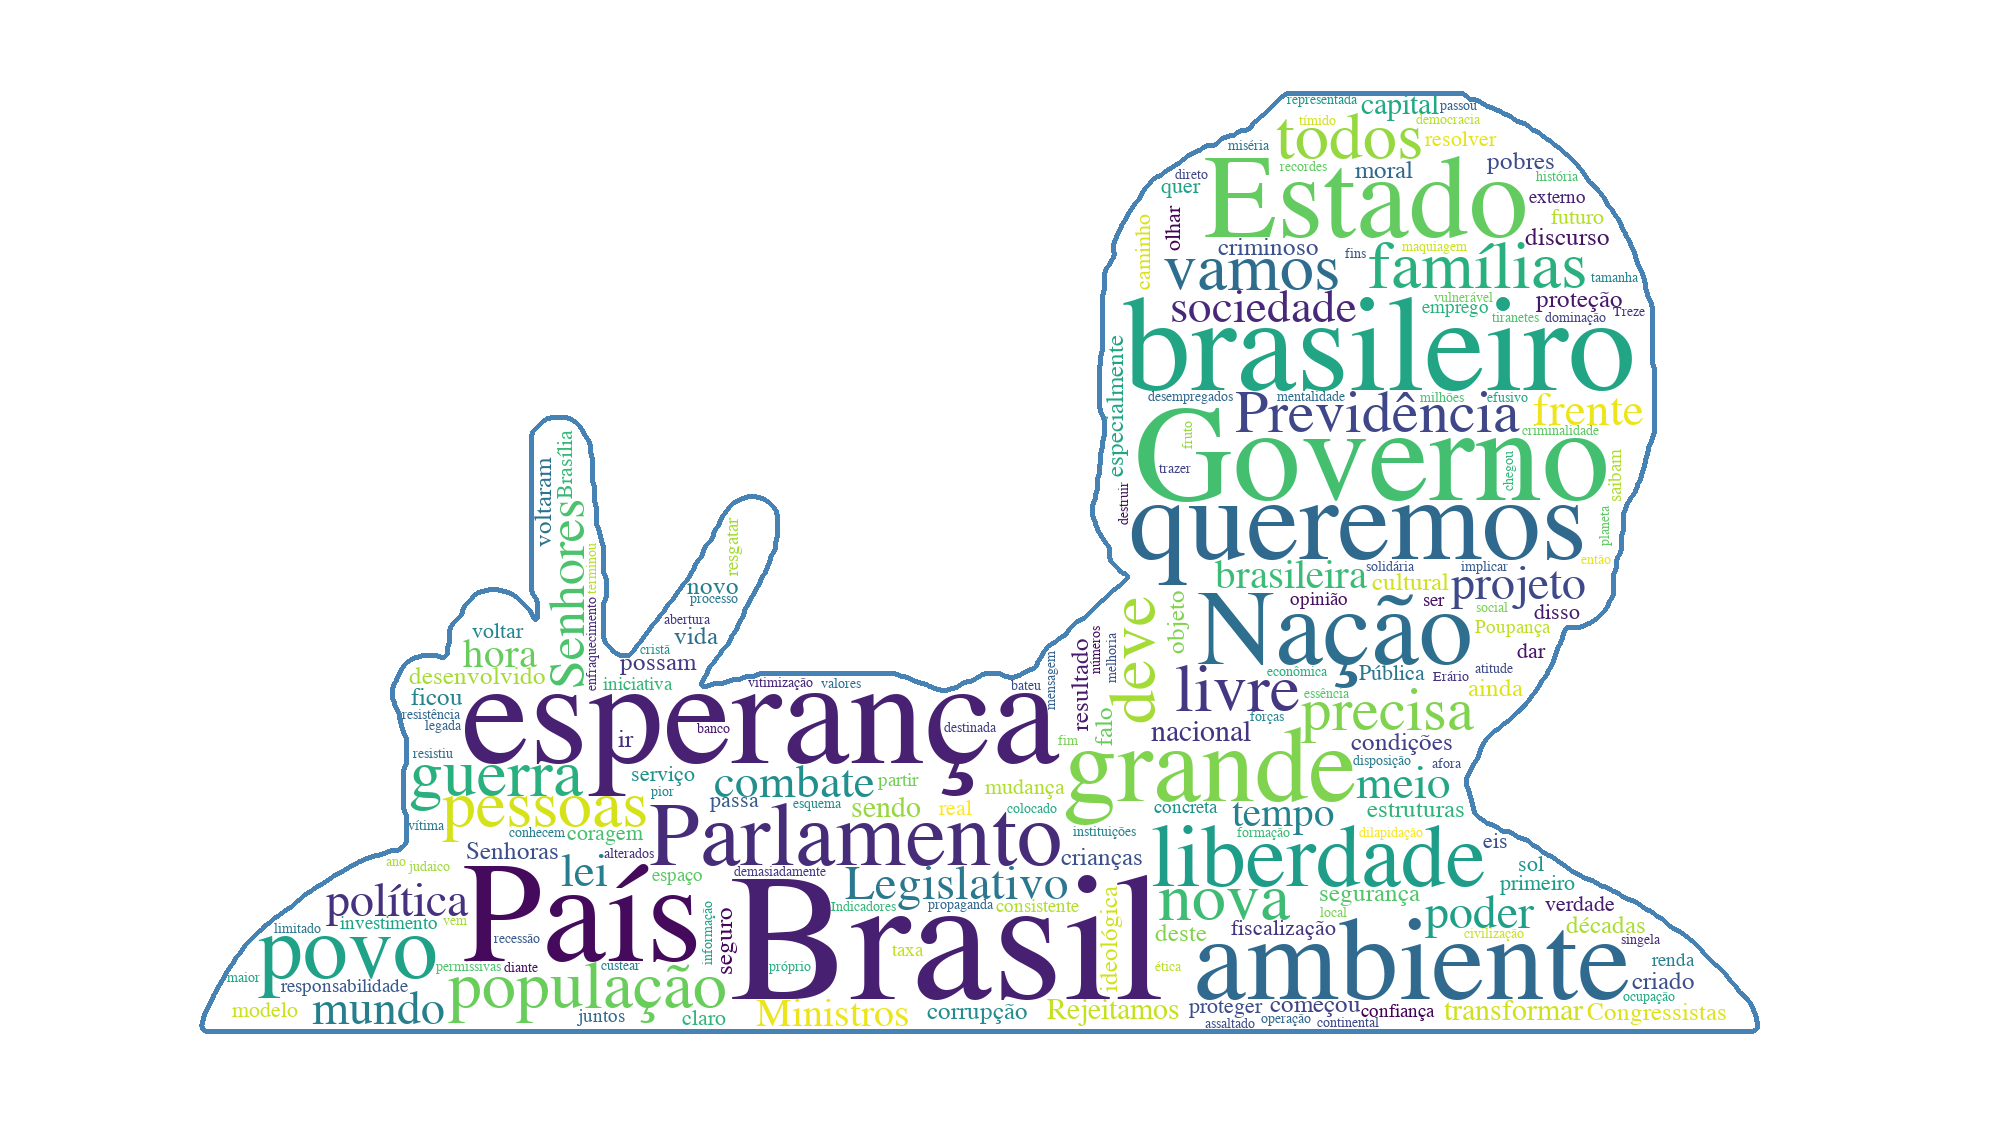 representada
capital
passou
tímido
democracia
todos
resolver
miséria
recordes
moral
pobres
direto
quer
história
Estado
externo
olhar
caminho
futuro
discurso
criminoso
maquiagem
fins
vamos
famílias
tamanha
sociedade
vulnerável
emprego
proteção
tiranetes
dominação
Treze
brasileiro
especialmente
desempregados
mentalidade
milhões
efusivo
Previdência
frente
criminalidade
fruto
Governo
trazer
chegou
saibam
destruir
queremos
planeta
então
brasileira
solidária
implicar
cultural
projeto
opinião
ser
social
disso
objeto
deve
Nação
Poupança
dar
voltaram
Brasília
Senhores
terminou
enfraquecimento
resgatar
novo
processo
abertura
vida
cristã
possam
voltar
hora
desenvolvido
iniciativa
ficou
vitimização
valores
bateu
mensagem
resultado
números
melhoria
econômica
Pública
Erário
atitude
livre
essência
ainda
resistência
legada
esperança
banco
destinada
ir
fim
falo
nacional
forças
precisa
condições
resistiu
guerra
serviço
combate
partir
mudança
grande
disposição
afora
meio
pior
pessoas
passa
esquema
sendo
real
colocado
concreta
tempo
estruturas
vítima
conhecem
coragem
Parlamento
instituições
formação
dilapidação
eis
Senhoras
alterados
crianças
liberdade
ano
judaico
lei
espaço
demasiadamente
Legislativo
sol
primeiro
política
investimento
vem
País
informação
seguro
Brasil
Indicadores
propaganda
consistente
ideológica
nova
segurança
local
poder
verdade
limitado
povo
recessão
taxa
deste
fiscalização
civilização
décadas
singela
maior
permissivas
diante
custear
próprio
ética
ambiente
renda
criado
responsabilidade
modelo
mundo
população
juntos
claro
Ministros
corrupção
Rejeitamos
proteger
começou
confiança
transformar
ocupação
Congressistas
assaltado
operação
continental